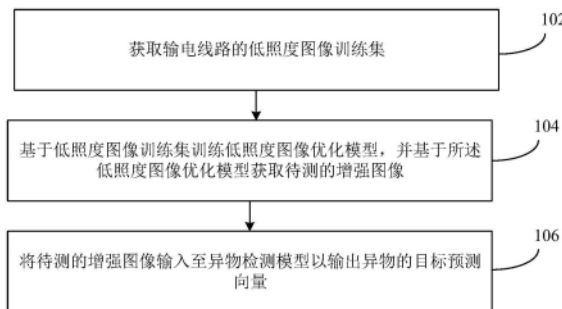 102
获取输电线路的低照度图像训练集
104
基于低照度图像训练集训练低照度图像优化模型，并基于所述
低照度图像优化模型获取待测的增强图像
106
将待测的增强图像输入至异物检测模型以输出异物的目标预测
向量